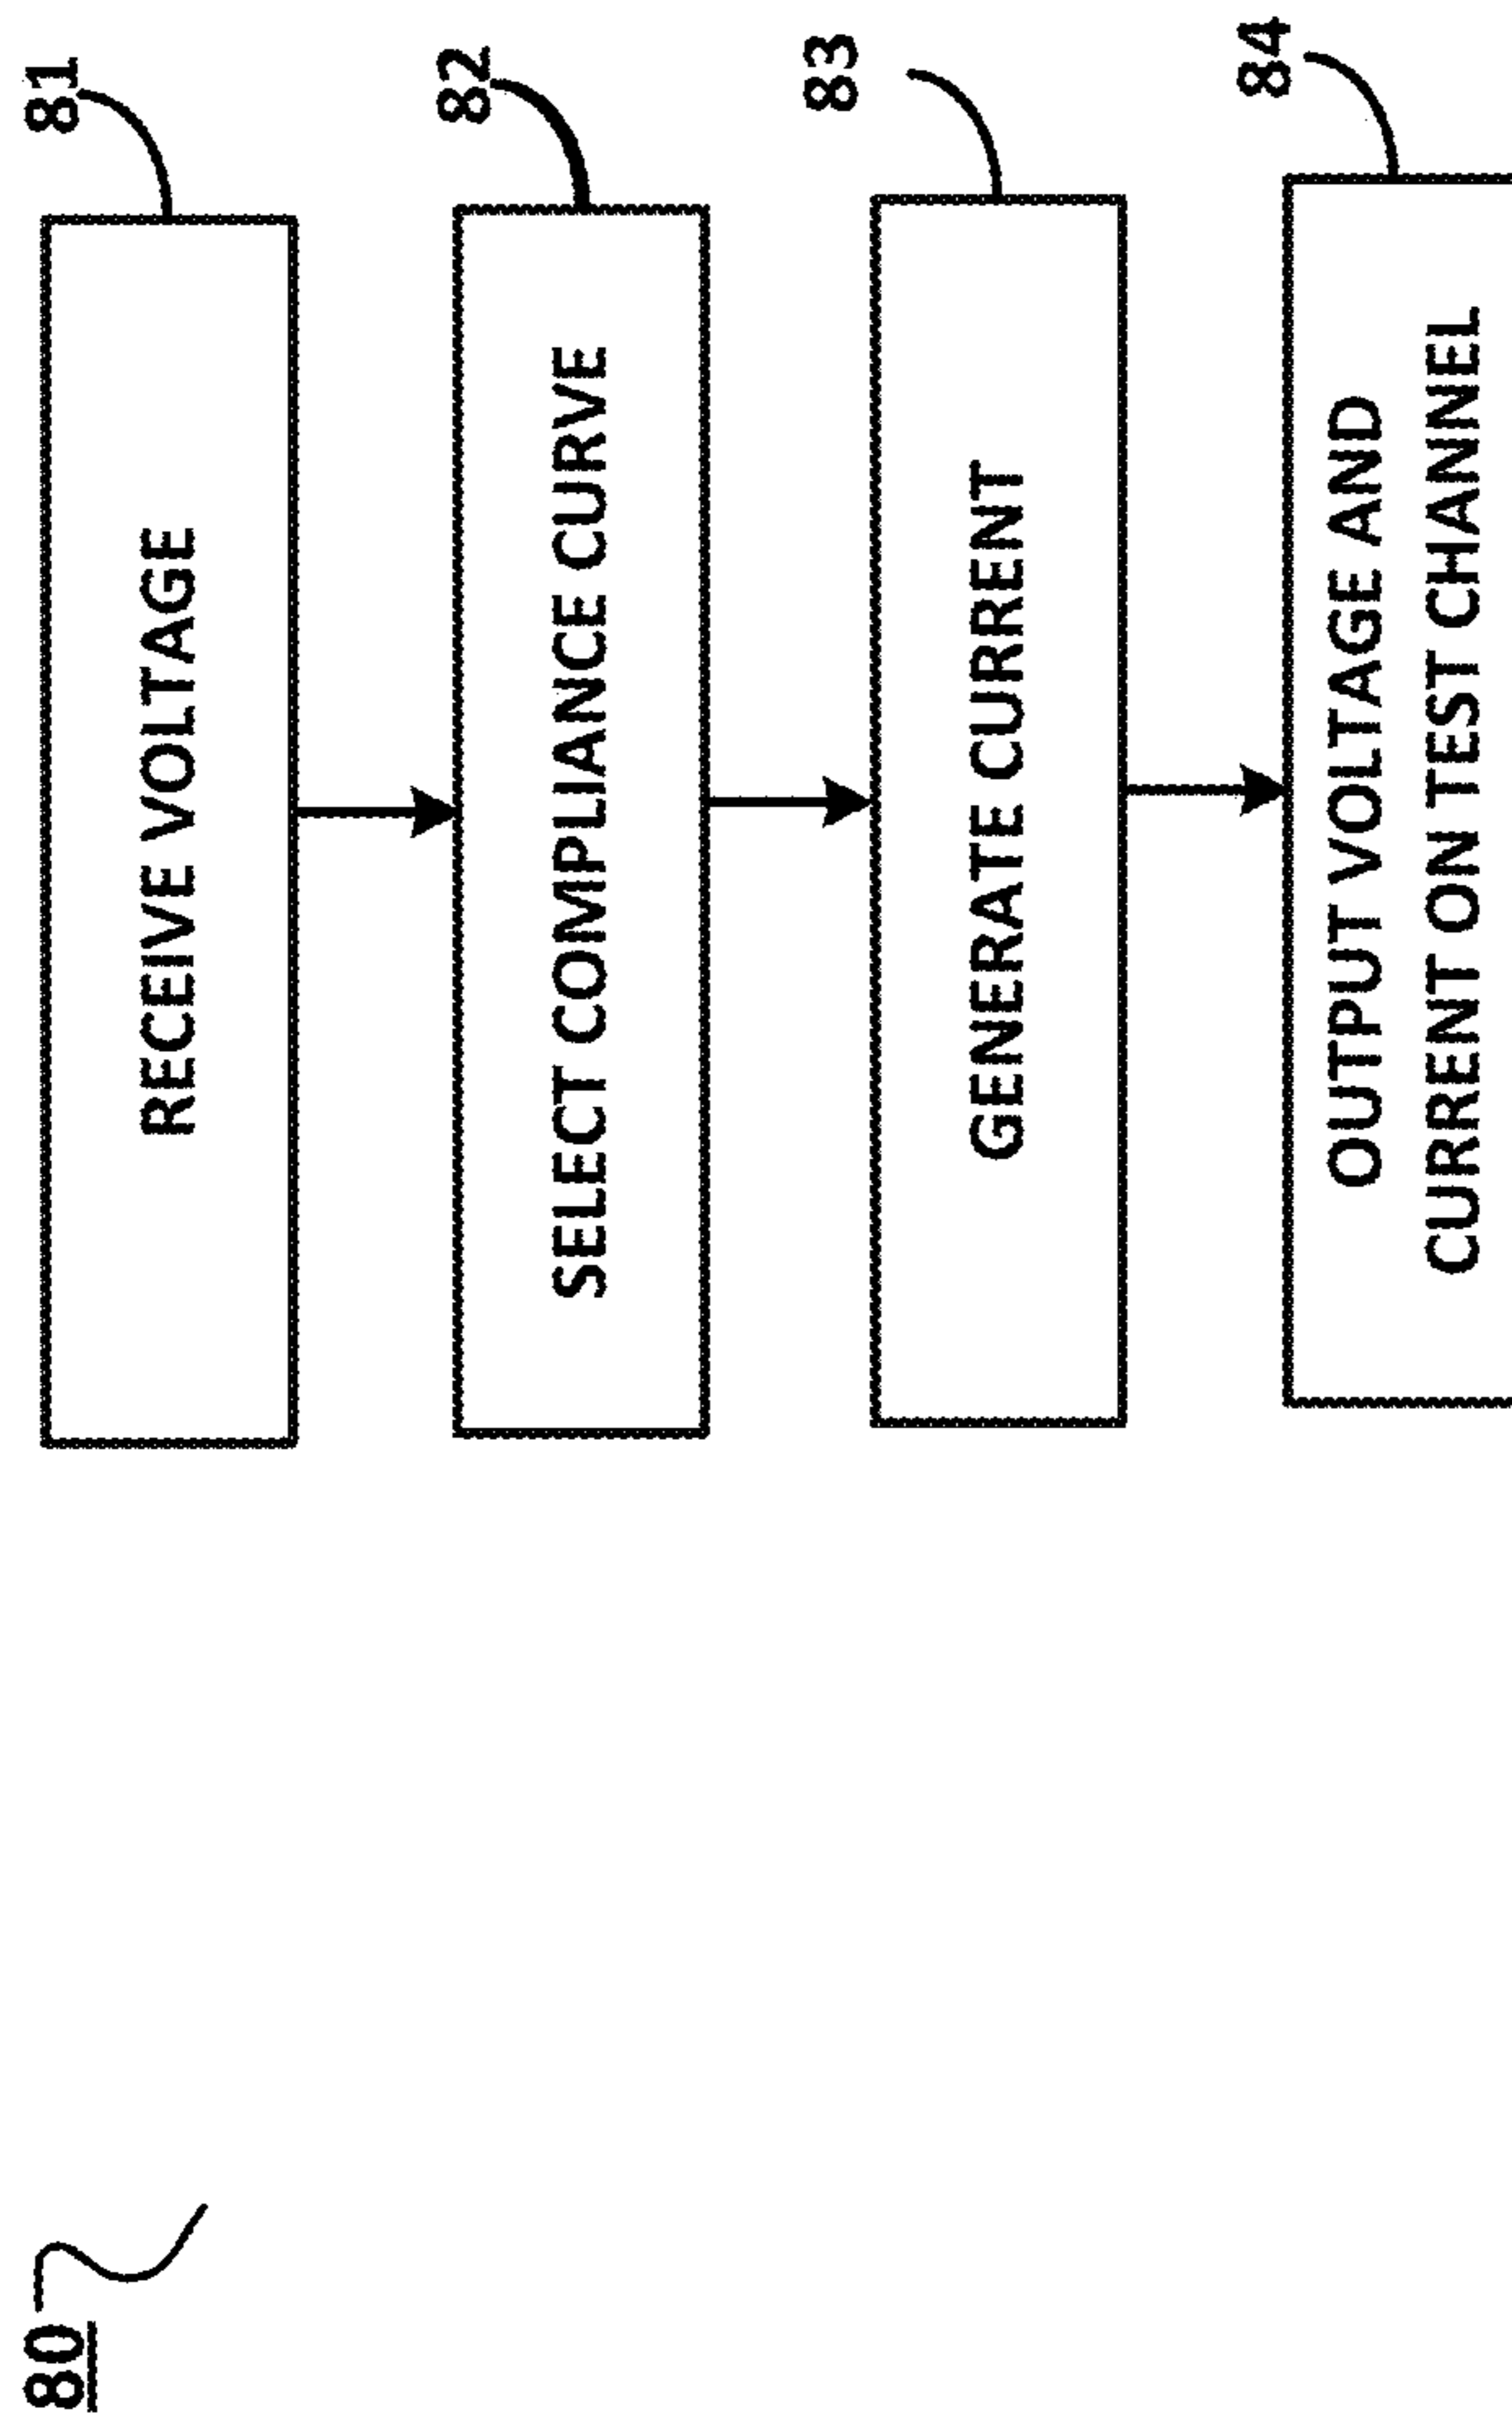 80
81
RECEIVE VOLTAGE
82
SELECT COMPLIANCE CURVE
83
GENERATE CURRENT
84
OUTPUT VOLTAGE AND
CURRENT ON TEST CHANNEL